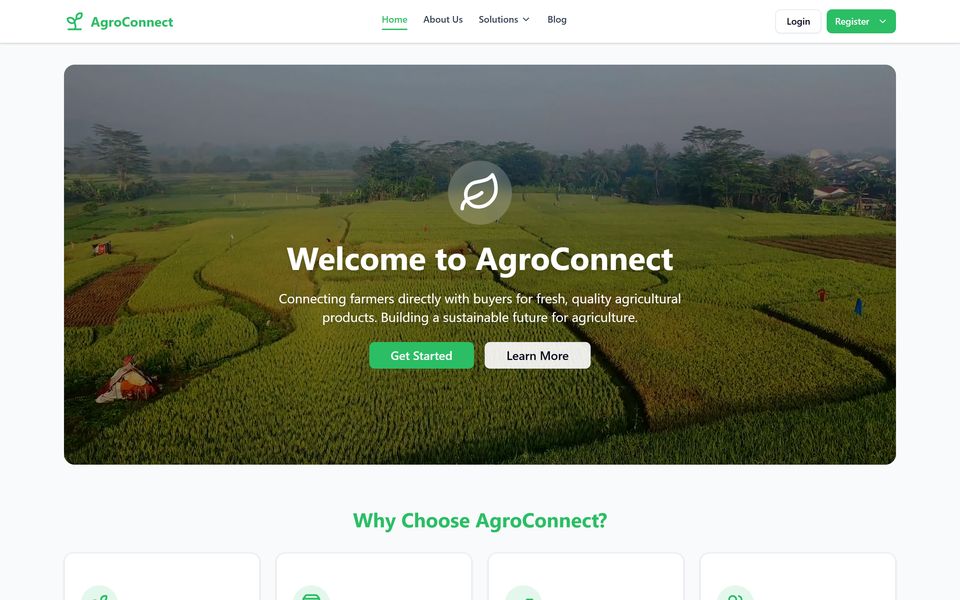 AgroConnect
Home
About Us
Solutions
Blog
Login
Register
Welcome to AgroConnect
Connecting farmers directly with buyers for fresh, quality agricultural
products. Building a sustainable future for agriculture.
Get Started
Learn More
Why Choose AgroConnect?